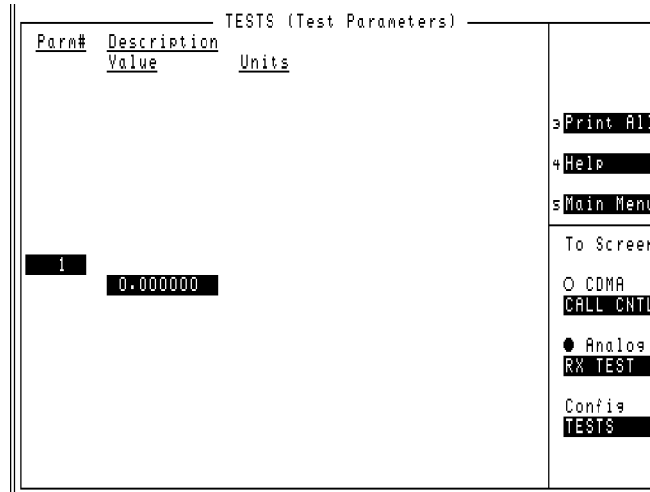 TESTS (Test Parameters)
Parm# Description
Value Units
3 Print All
4 Help
5 Main Menu
To Screen
1
0.000000
CDMA
CALL CNTL
Analog
RX TEST
Config
TESTS